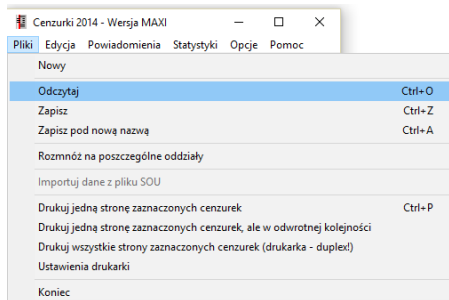 Cenzurki 2014 - Wersja MAXI
Pliki Edycja Powiadomienia Statystyki Opcje Pomoc
Nowy
Odczytaj Ctrl+O
Zapisz Ctrl+Z
Zapisz pod nową nazwą Ctrl+A
Rozmnóż na poszczególne oddziały
Importuj dane z pliku SOU
Drukuj jedną stronę zaznaczonych cenzurek Ctrl+P
Drukuj jedną stronę zaznaczonych cenzurek, ale w odwrotnej kolejności
Drukuj wszystkie strony zaznaczonych cenzurek (drukarka - duplex!)
Ustawienia drukarki
Koniec